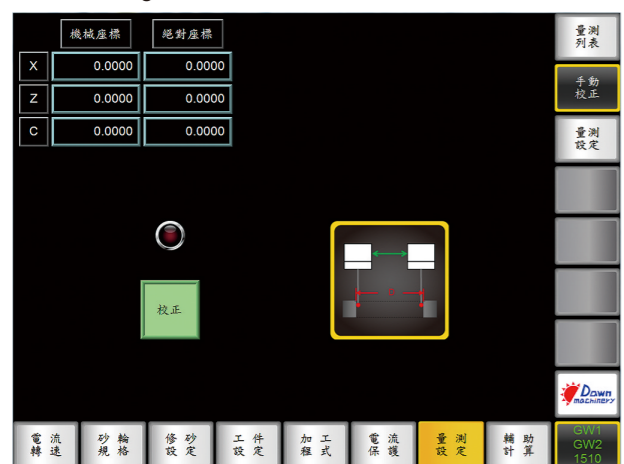 機械座標 絕對座標
X 0.0000 0.0000
Z 0.0000 0.0000
C 0.0000 0.0000
校正
量測
列表
手動
校正
量測
設定
Down
MACHINERY
電流
轉速
砂輪
規格
修砂
設定
工件
設定
加工
程式
電流
保護
量測
設定
輔助
計算
GW1
GW2
1510